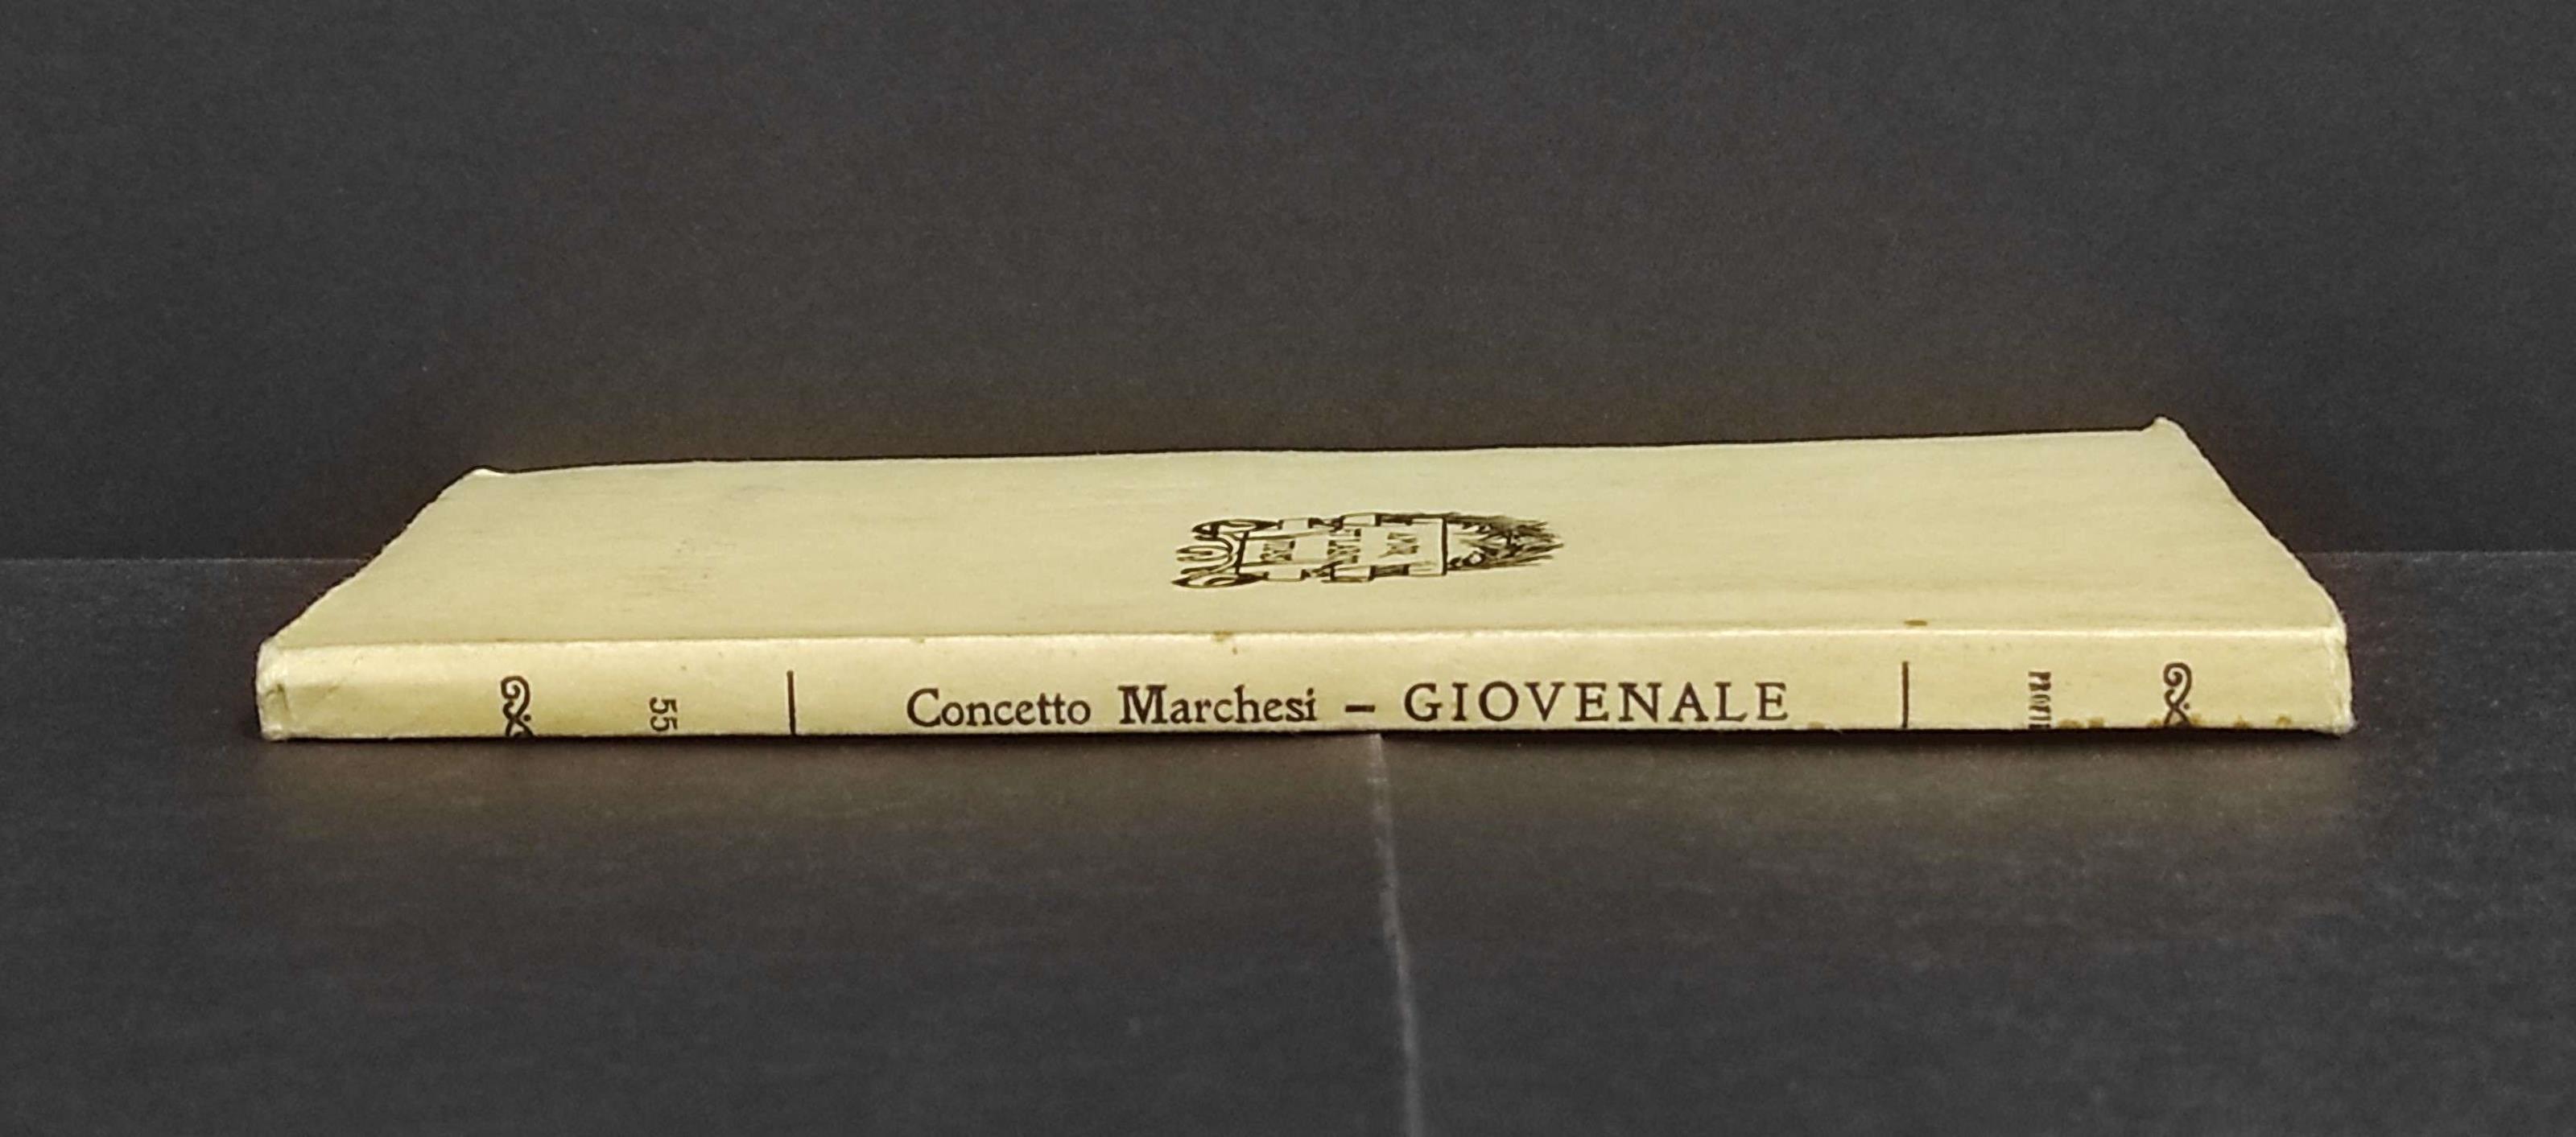 55
Concetto Marchesi – GIOVENALE